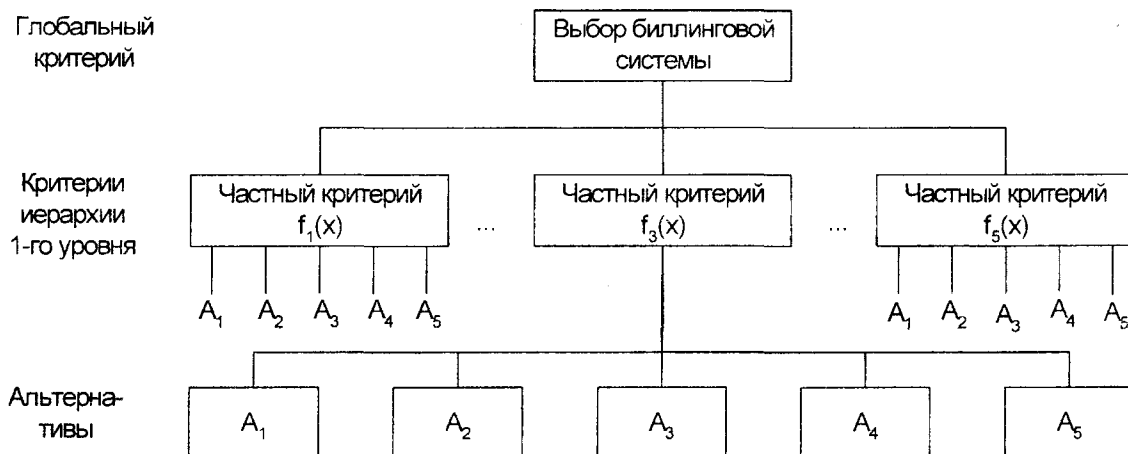 Глобальный
критерий
Выбор биллинговой
системы
Критерии
иерархии
1-го уровня
Частный критерий
f₁(x)
...
Частный критерий
f₃(x)
...
Частный критерий
f₅(x)
A₁ A₂ A₃ A₄ A₅
A₁ A₂ A₃ A₄ A₅
Альтерна-
тивы
A₁ A₂ A₃ A₄ A₅